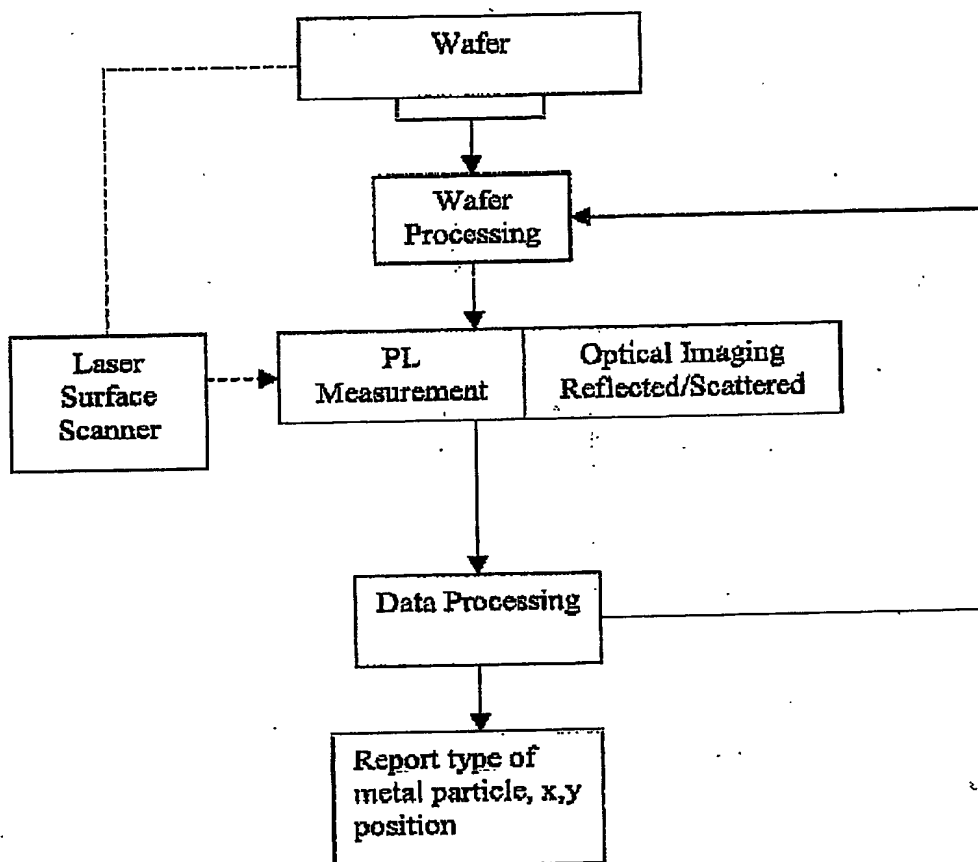 Wafer
Wafer
Processing
Laser
Surface
Scanner
PL
Measurement
Optical Imaging
Reflected/Scattered
Data Processing
Report type of
metal particle, x,y
position